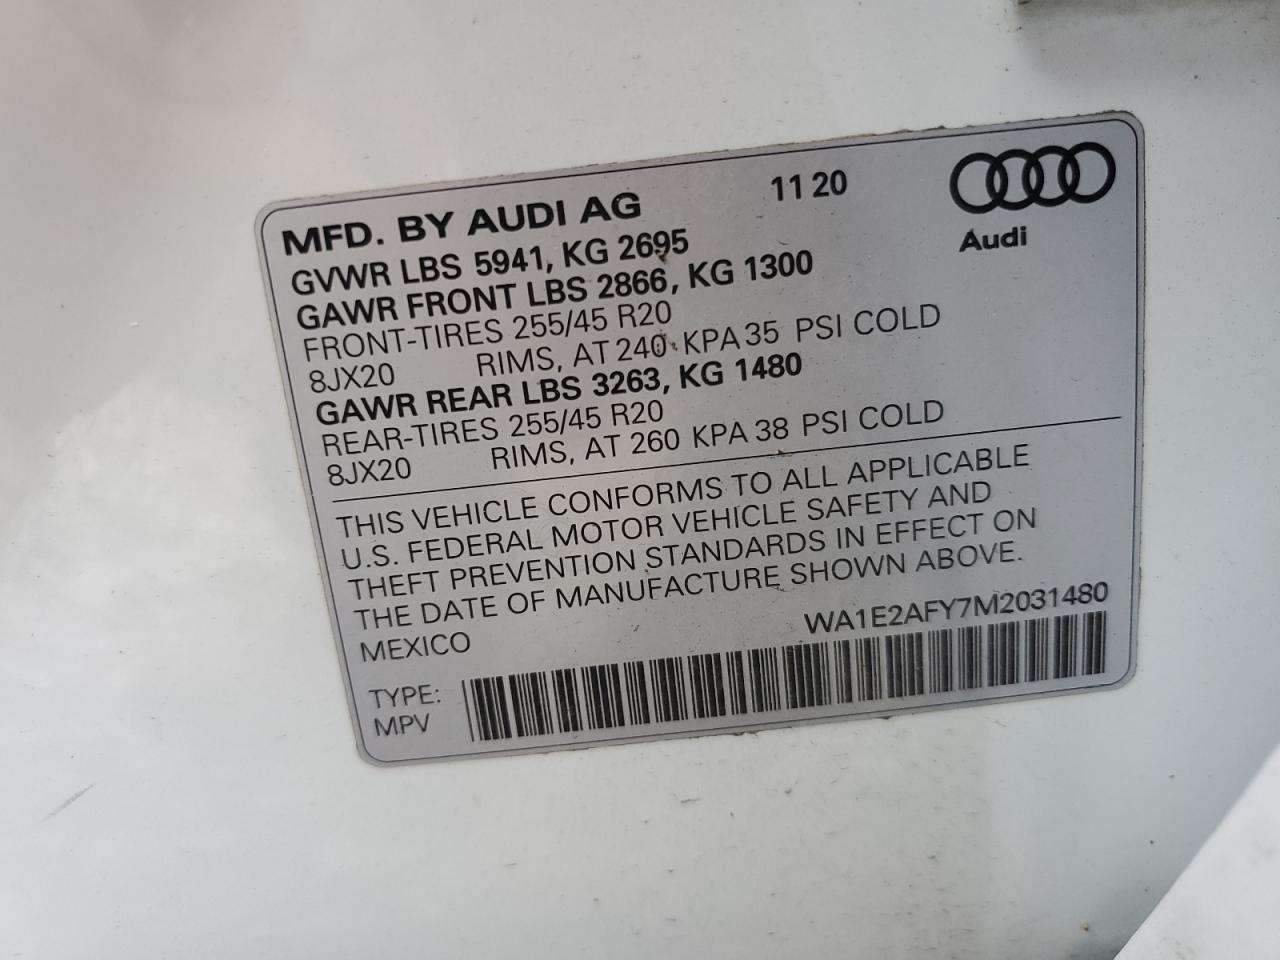 MFD. BY AUDI AG 11 20
Audi
GVWR LBS 5941, KG 2695
GAWR FRONT LBS 2866, KG 1300
FRONT-TIRES 255/45 R20
8JX20 RIMS, AT 240 KPA 35 PSI COLD
GAWR REAR LBS 3263, KG 1480
REAR-TIRES 255/45 R20
8JX20 RIMS, AT 260 KPA 38 PSI COLD
THIS VEHICLE CONFORMS TO ALL APPLICABLE
U.S. FEDERAL MOTOR VEHICLE SAFETY AND
THEFT PREVENTION STANDARDS IN EFFECT ON
THE DATE OF MANUFACTURE SHOWN ABOVE.
MEXICO WA1E2AFY7M2031480
TYPE:
MPV